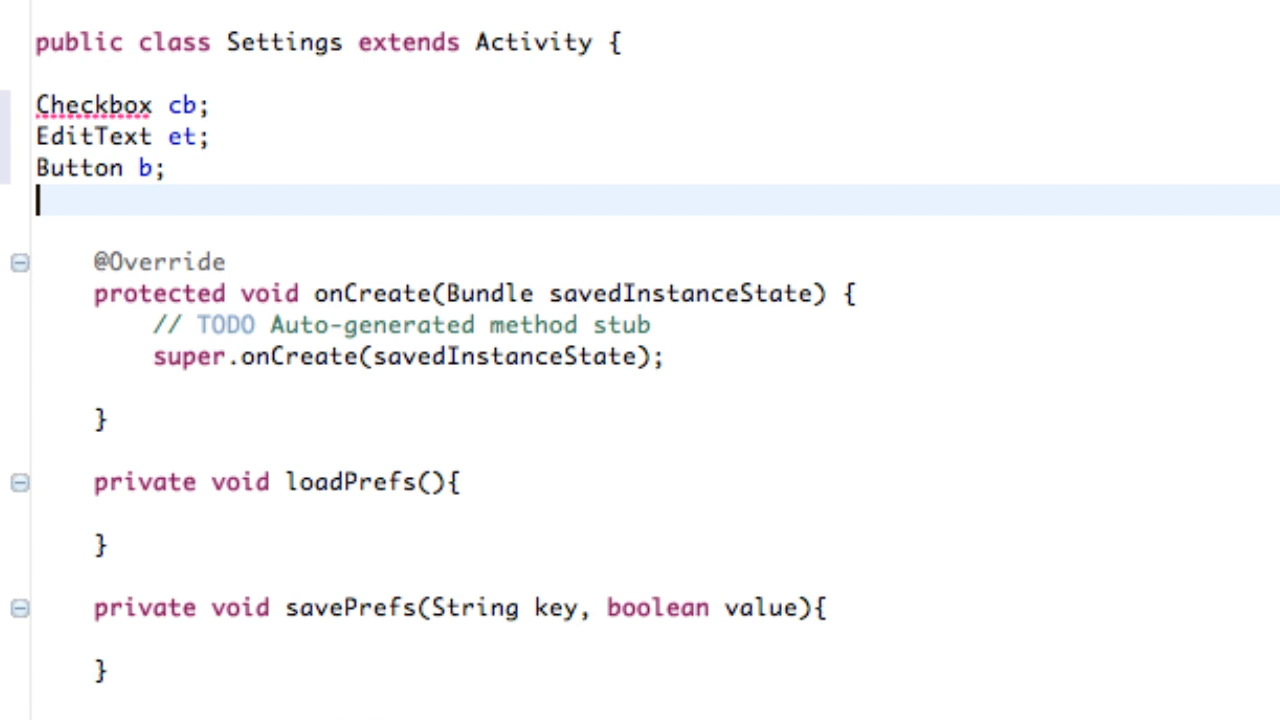 public class Settings extends Activity {
Checkbox cb;
EditText et;
Button b;
@Override
protected void onCreate(Bundle savedInstanceState) {
// TODO Auto-generated method stub
super.onCreate(savedInstanceState);
}
private void loadPrefs(){
}
private void savePrefs(String key, boolean value){
}